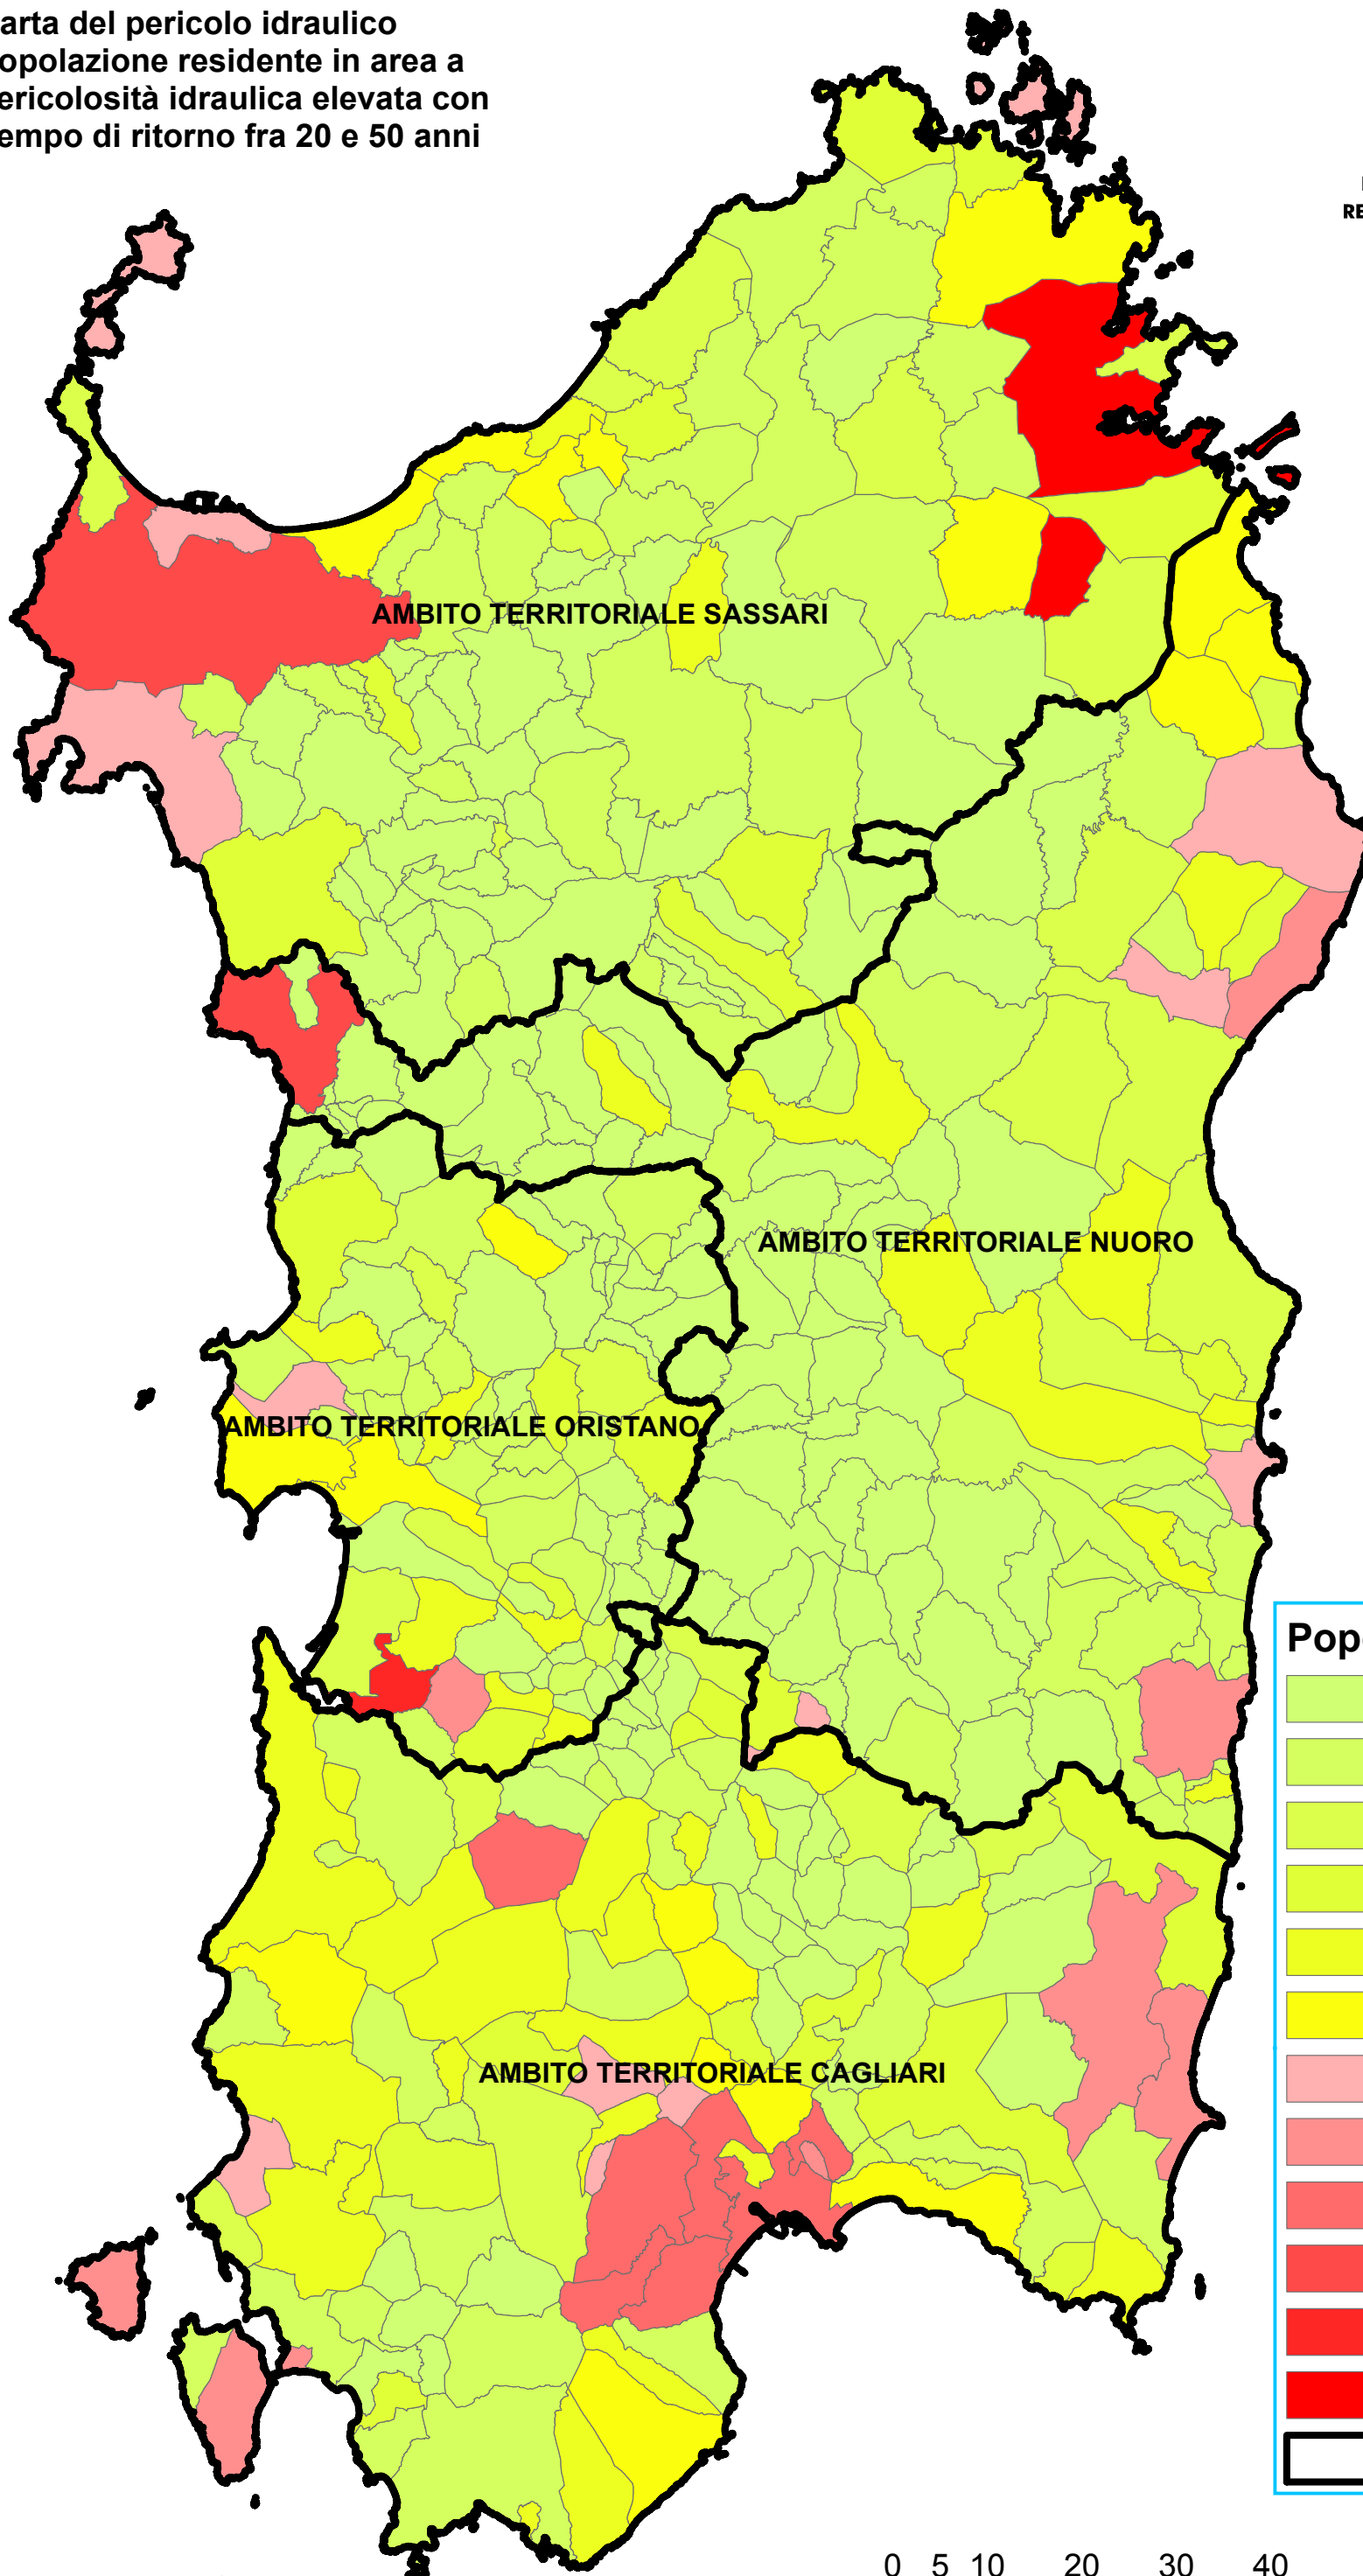 arta del pericolo idraulico
opolazione residente in area a
ericolosità idraulica elevata con
empo di ritorno fra 20 e 50 anni
RE
AMBITO TERRITORIALE SASSARI
AMBITO TERRITORIALE NUORO
AMBITO TERRITORIALE ORISTANO
Pop
AMBITO TERRITORIALE CAGLIARI
0 5 10 20 30 40